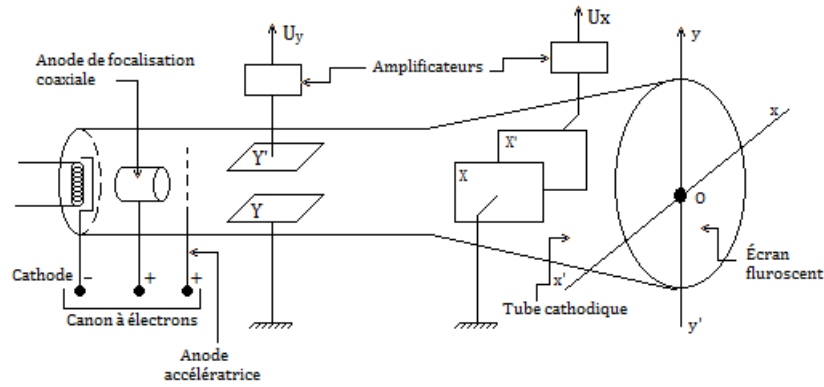 Ux
Uy
y
Anode de focalisation
coaxiale
Amplificateurs
x
Y'
X'
X
Y
O
Écran
fluroscent
x'
Cathode
−
+
+
Tube cathodique
Canon à électrons
y'
Anode
accélératrice